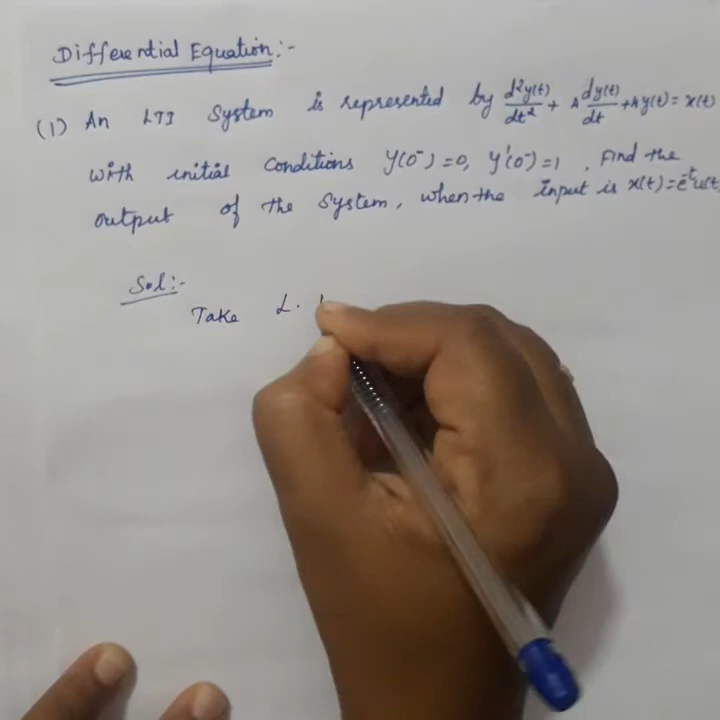 Differential Equation:-
(1) An LTI System is represented by d²y(t)/dt² + 4 dy(t)/dt + 4y(t) = x(t)
with initial conditions y(0⁻)=0, y'(0⁻)=1 . Find the
output of the System, when the input is x(t)=e⁻ᵗu(t
Sol:-
Take L.